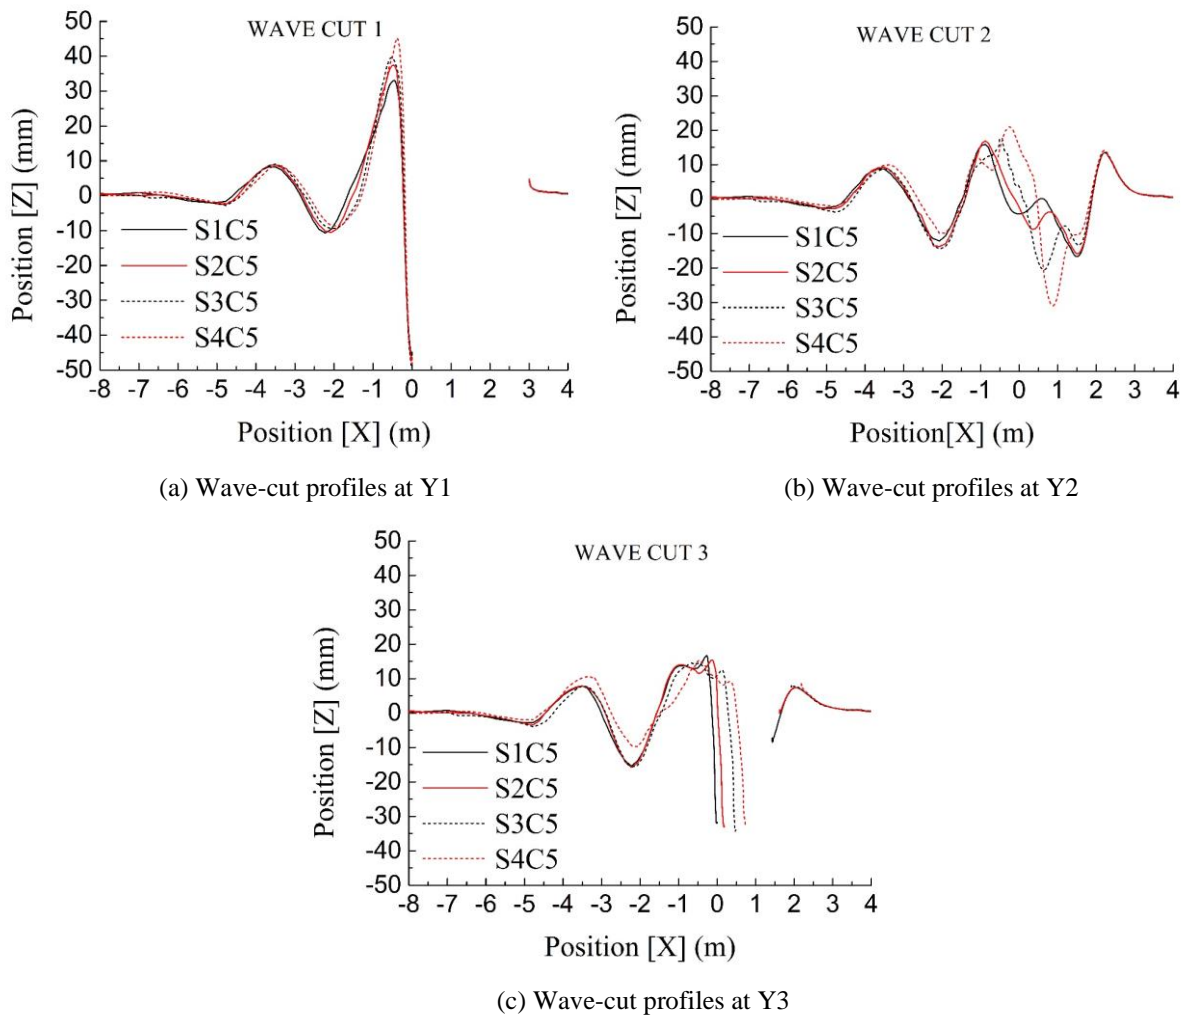 WAVE CUT 1
50
40
30
20
10
0
-10
-20
-30
-40
-50
Position [Z] (mm)
S1C5
S2C5
S3C5
S4C5
-8 -7 -6 -5 -4 -3 -2 -1 0 1 2 3 4
Position [X] (m)
(a) Wave-cut profiles at Y1
WAVE CUT 2
50
40
30
20
10
0
-10
-20
-30
-40
-50
Position [Z] (mm)
S1C5
S2C5
S3C5
S4C5
-8 -7 -6 -5 -4 -3 -2 -1 0 1 2 3 4
Position[X] (m)
(b) Wave-cut profiles at Y2
WAVE CUT 3
50
40
30
20
10
0
-10
-20
-30
-40
-50
Position [Z] (mm)
S1C5
S2C5
S3C5
S4C5
-8 -7 -6 -5 -4 -3 -2 -1 0 1 2 3 4
Position [X] (m)
(c) Wave-cut profiles at Y3